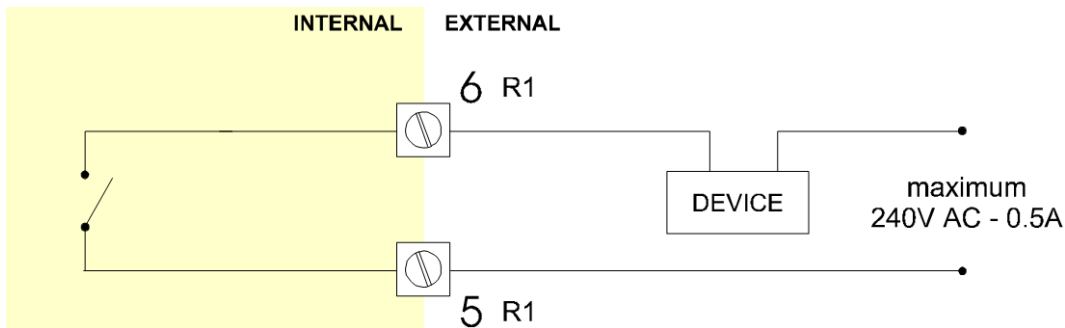 INTERNAL EXTERNAL
6 R1
DEVICE
maximum
240V AC - 0.5A
5 R1